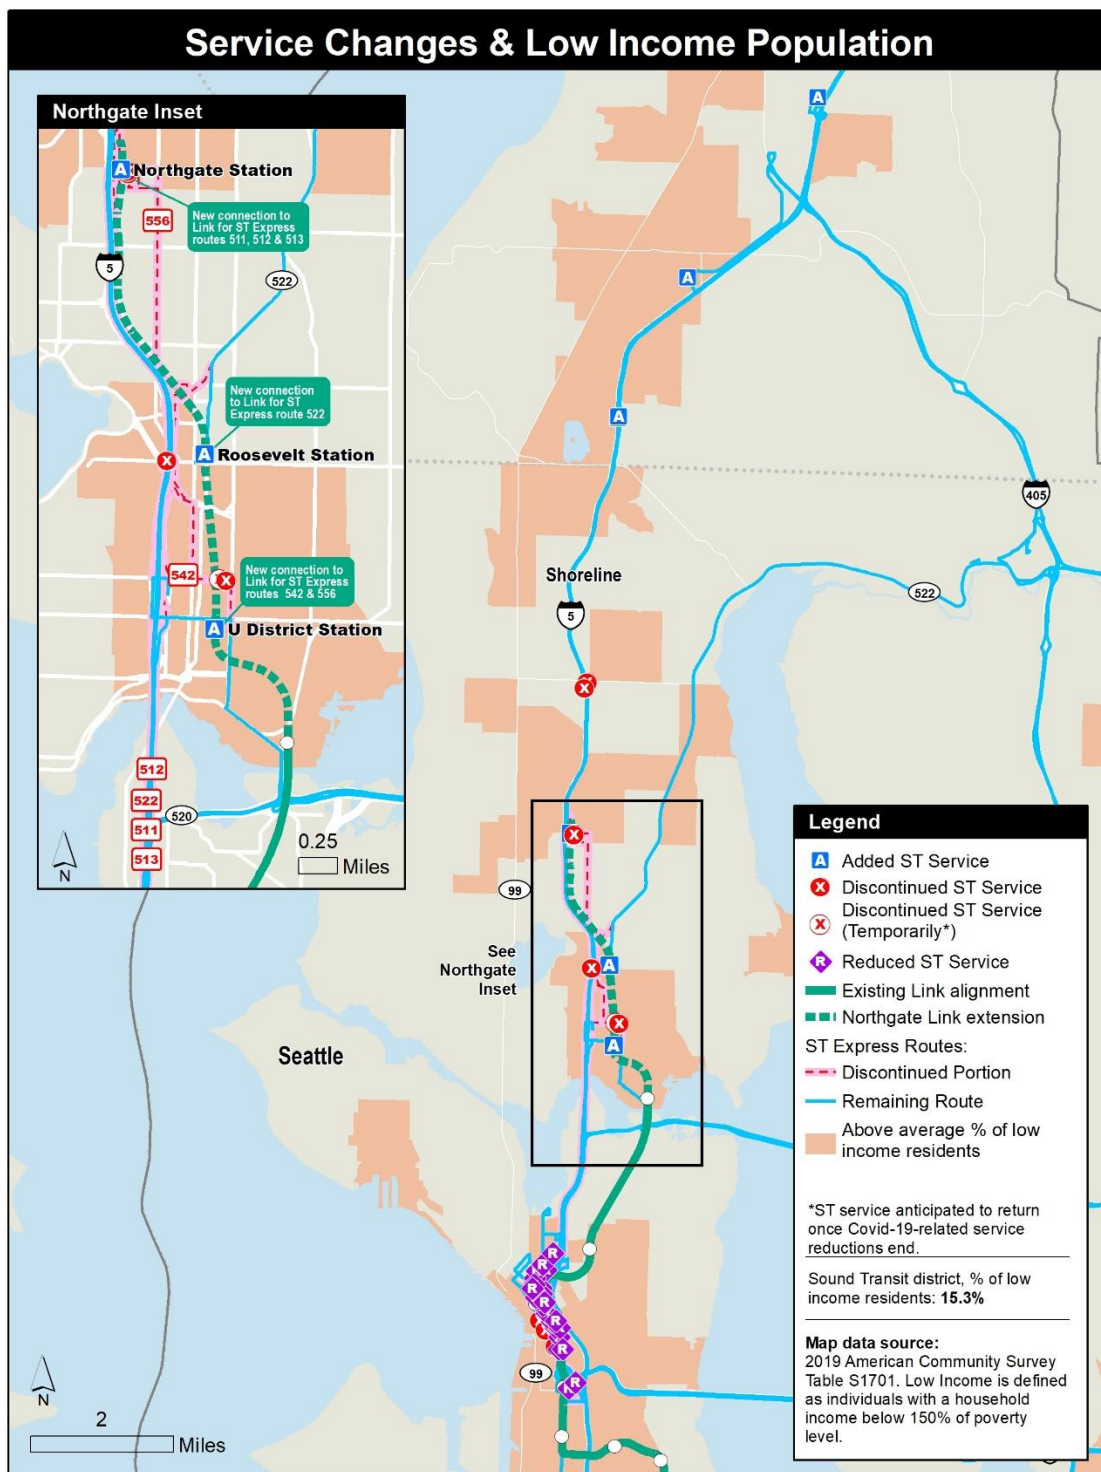 Service Changes & Low Income Population
Northgate Inset
A
Northgate Station
New connection to
Link for ST Express
routes 511, 512 & 513
556
5
522
New connection
to Link for ST
Express route 522
A
Roosevelt Station
X
New connection to
Link for ST Express
routes 542 & 556
542
X
A
U District Station
512
522
511
513
520
0.25
Miles
N
A
A
A
405
Shoreline
5
522
X
X
99
See
Northgate
Inset
X
A
X
A
Seattle
R
R
R
R
R
R
99
R
N
2
Miles
Legend
A Added ST Service
X Discontinued ST Service
X Discontinued ST Service
(Temporarily*)
R Reduced ST Service
Existing Link alignment
Northgate Link extension
ST Express Routes:
Discontinued Portion
Remaining Route
Above average % of low
income residents
*ST service anticipated to return
once Covid-19-related service
reductions end.
Sound Transit district, % of low
income residents: 15.3%
Map data source:
2019 American Community Survey
Table S1701. Low Income is defined
as individuals with a household
income below 150% of poverty
level.